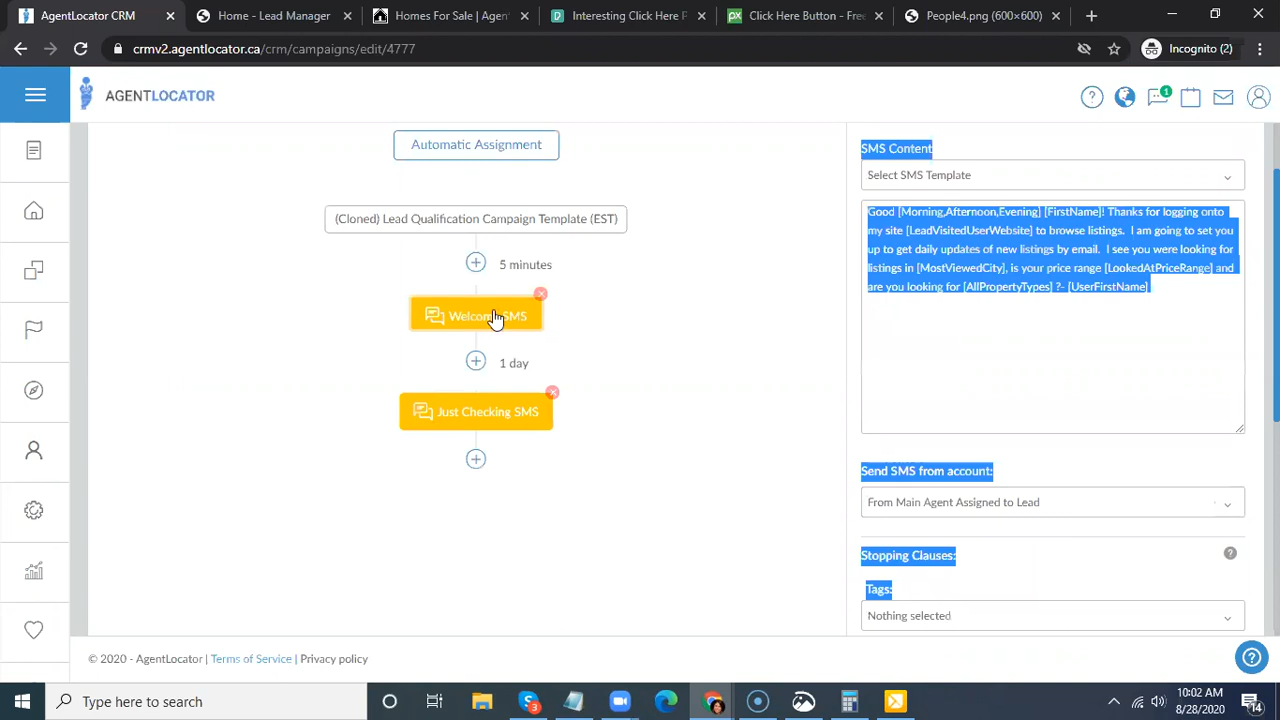 AgentLocator CRM
Home - Lead Manager
Homes For Sale | Agent
Interesting Click Here P
Click Here Button - Free
People4.png (600×600)
crmv2.agentlocator.ca/crm/campaigns/edit/4777
Incognito (2)
AGENTLOCATOR
1
Automatic Assignment
(Cloned) Lead Qualification Campaign Template (EST)
5 minutes
Welcome SMS
1 day
Just Checking SMS
SMS Content
Select SMS Template
Good [Morning,Afternoon,Evening] [FirstName]! Thanks for logging onto
my site [LeadVisitedUserWebsite] to browse listings. I am going to set you
up to get daily updates of new listings by email. I see you were looking for
listings in [MostViewedCity], is your price range [LookedAtPriceRange] and
are you looking for [AllPropertyTypes] ?- [UserFirstName]
Send SMS from account:
From Main Agent Assigned to Lead
Stopping Clauses:
Tags:
Nothing selected
© 2020 - AgentLocator | Terms of Service | Privacy policy
Type here to search
3
10:02 AM
8/28/2020
14